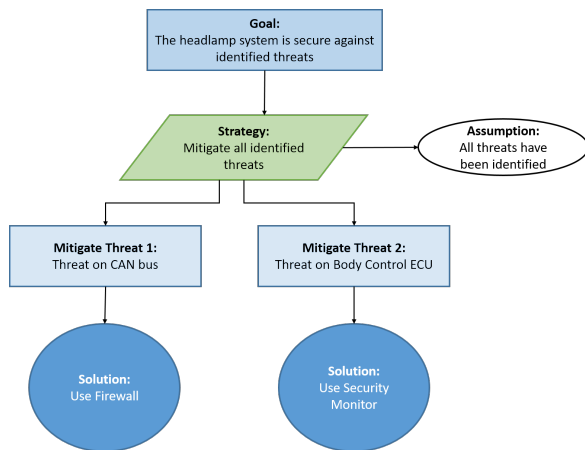 Goal:
The headlamp system is secure against
identified threats
Strategy:
Mitigate all identified
threats
Assumption:
All threats have
been identified
Mitigate Threat 1:
Threat on CAN bus
Mitigate Threat 2:
Threat on Body Control ECU
Solution:
Use Firewall
Solution:
Use Security
Monitor